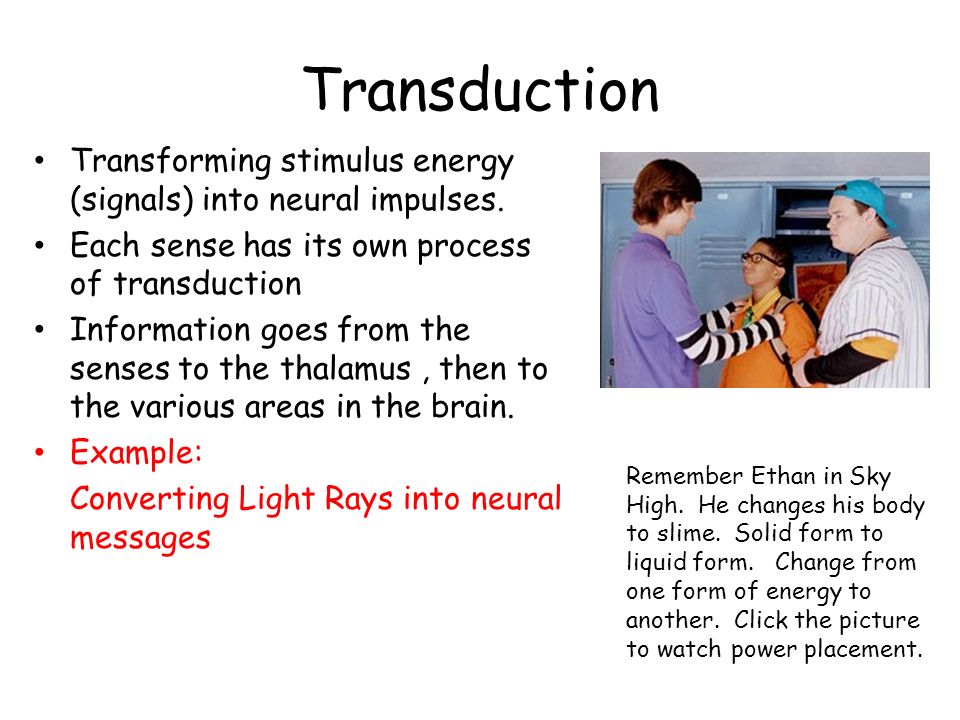 Transduction
• Transforming stimulus energy
(signals) into neural impulses.
• Each sense has its own process
of transduction
• Information goes from the
senses to the thalamus , then to
the various areas in the brain.
• Example:
Converting Light Rays into neural
messages
Remember Ethan in Sky
High. He changes his body
to slime. Solid form to
liquid form. Change from
one form of energy to
another. Click the picture
to watch power placement.